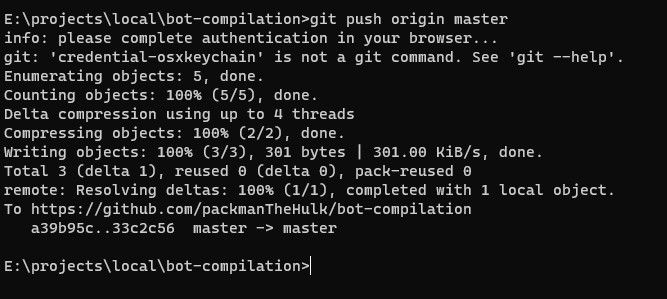 E:\projects\local\bot-compilation>git push origin master
info: please complete authentication in your browser...
git: 'credential-osxkeychain' is not a git command. See 'git --help'.
Enumerating objects: 5, done.
Counting objects: 100% (5/5), done.
Delta compression using up to 4 threads
Compressing objects: 100% (2/2), done.
Writing objects: 100% (3/3), 301 bytes | 301.00 KiB/s, done.
Total 3 (delta 1), reused 0 (delta 0), pack-reused 0
remote: Resolving deltas: 100% (1/1), completed with 1 local object.
To https://github.com/packmanTheHulk/bot-compilation
   a39b95c..33c2c56  master -> master
E:\projects\local\bot-compilation>